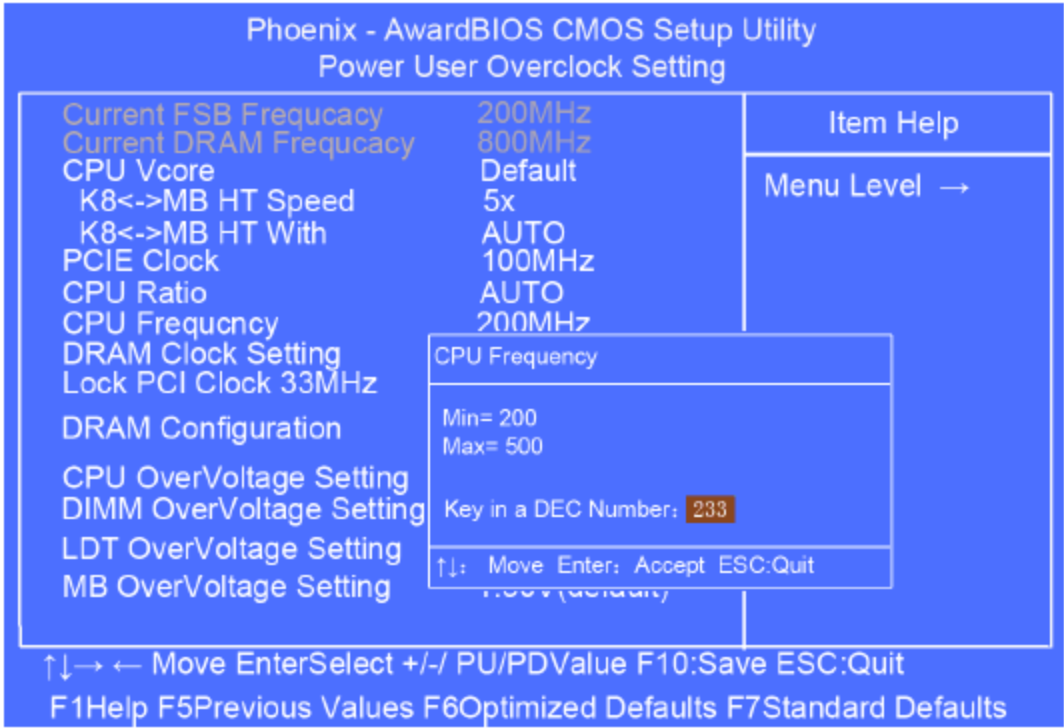 Phoenix - AwardBIOS CMOS Setup Utility
Power User Overclock Setting
Current FSB Frequcacy 200MHz
Current DRAM Frequcacy 800MHz
CPU Vcore Default
K8<->MB HT Speed 5x
K8<->MB HT With AUTO
PCIE Clock 100MHz
CPU Ratio AUTO
CPU Frequcncy 200MHz
DRAM Clock Setting
Lock PCI Clock 33MHz
DRAM Configuration
CPU OverVoltage Setting
DIMM OverVoltage Setting
LDT OverVoltage Setting
MB OverVoltage Setting
Item Help
Menu Level →
CPU Frequency
Min= 200
Max= 500
Key in a DEC Number: 233
↑↓: Move Enter: Accept ESC:Quit
↑↓→ ← Move EnterSelect +/-/ PU/PDValue F10:Save ESC:Quit
F1Help F5Previous Values F6Optimized Defaults F7Standard Defaults